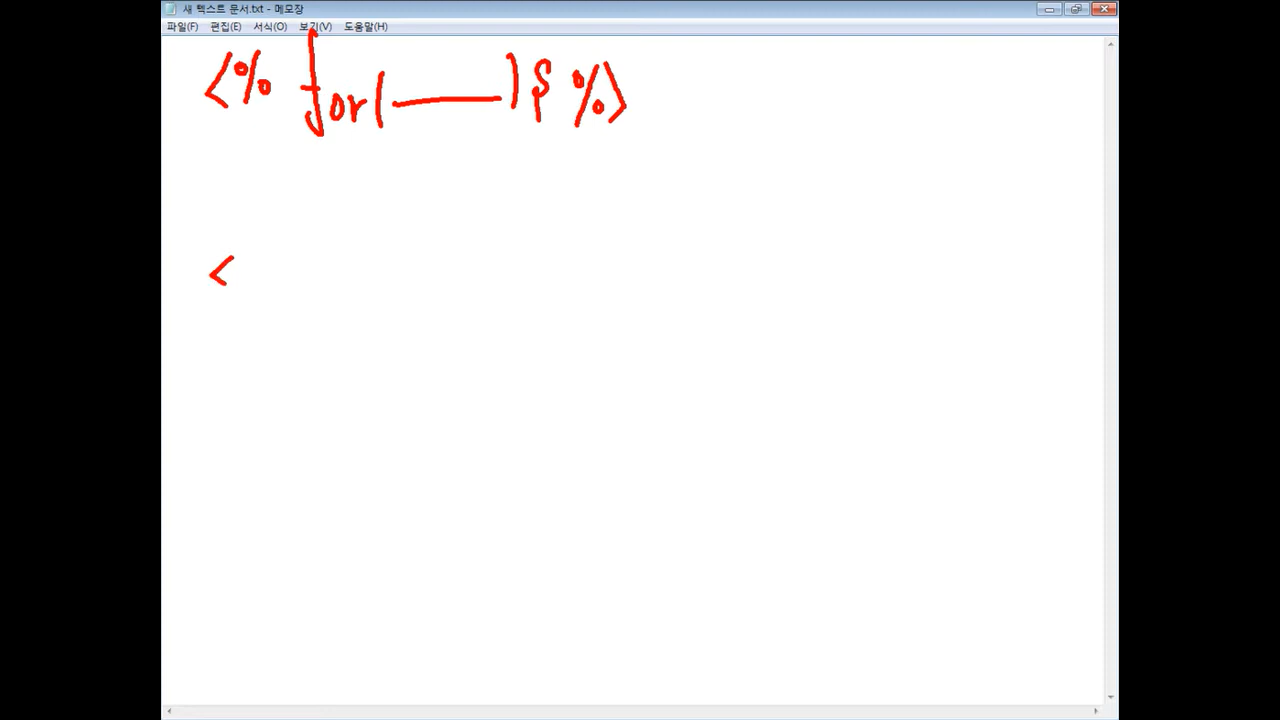 새 텍스트 문서.txt - 메모장
파일(F) 편집(E) 서식(O) 보기(V) 도움말(H)
<% for( ——— ) { %>
<